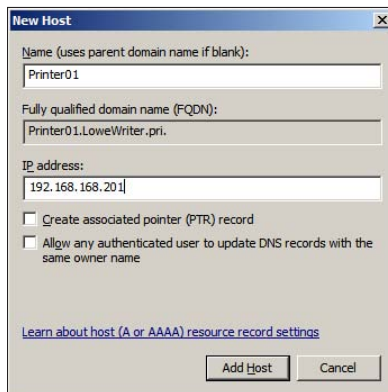 New Host
Name (uses parent domain name if blank):
Printer01
Fully qualified domain name (FQDN):
Printer01.LoweWriter.pri.
IP address:
192.168.168.201
Create associated pointer (PTR) record
Allow any authenticated user to update DNS records with the
same owner name
Learn about host (A or AAAA) resource record settings
Add Host
Cancel